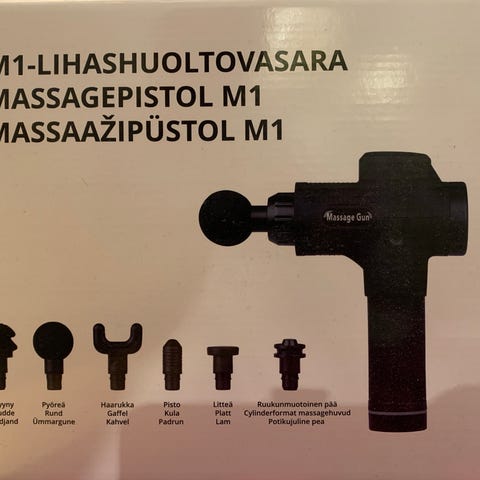 M1-LIHASHUOLTOVASARA
MASSAGEPISTOL M1
MASSAAŽIPÜSTOL M1
Massage Gun
Pyöreä
Rund
Ümmargune
Haarukka
Gaffel
Kahvel
Pisto
Kula
Padrun
Litteä
Platt
Lam
Ruukunmuotoinen pää
Cylinderformat massagehuvud
Potikujuline pea